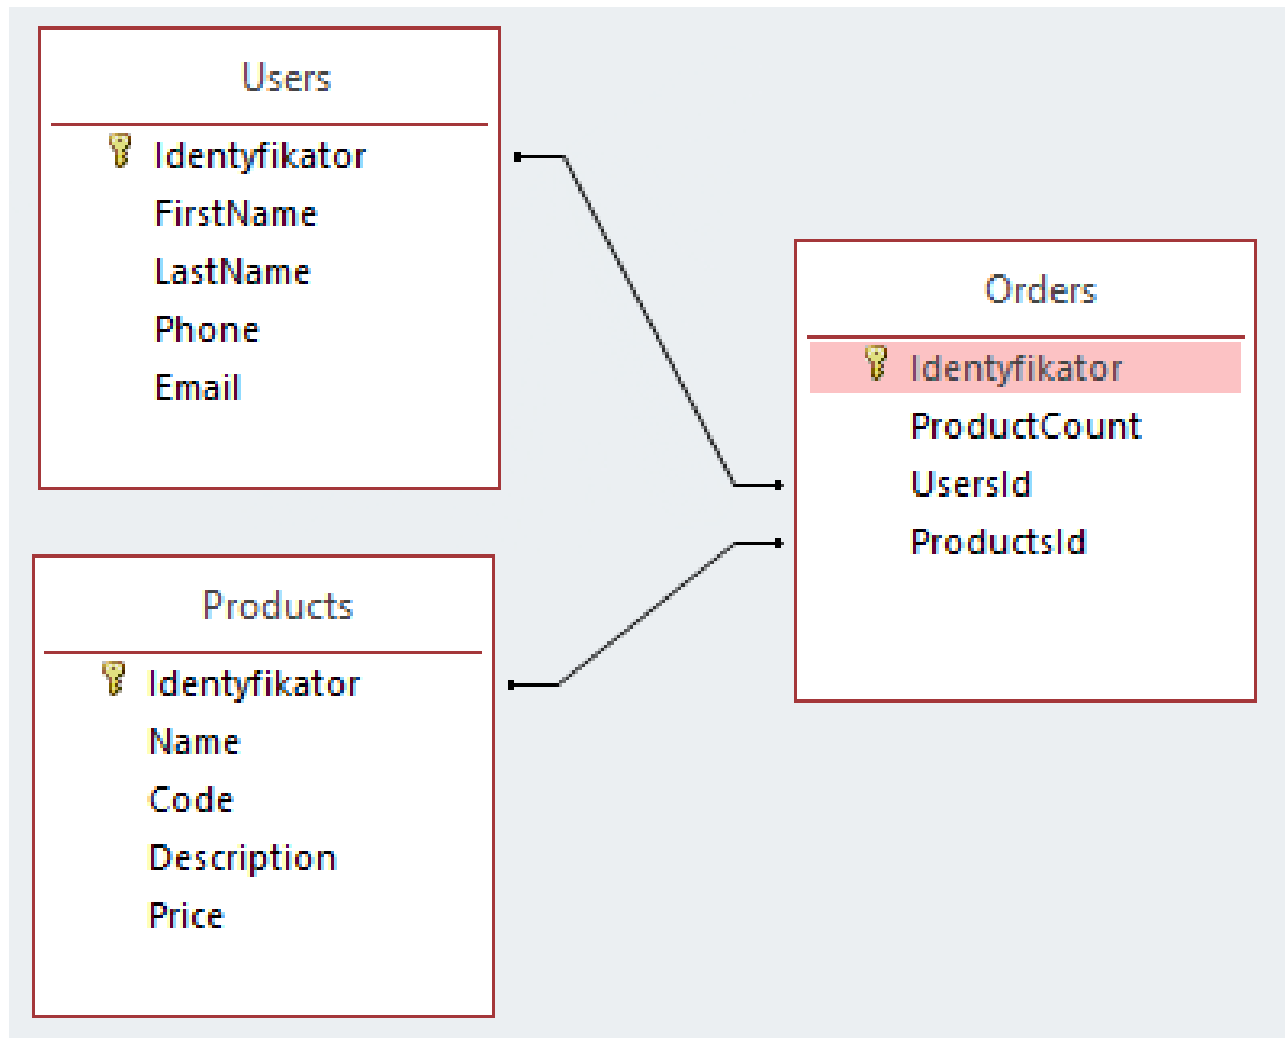 Users
Identyfikator
FirstName
LastName
Phone
Email
Orders
Identyfikator
ProductCount
UsersId
ProductsId
Products
Identyfikator
Name
Code
Description
Price